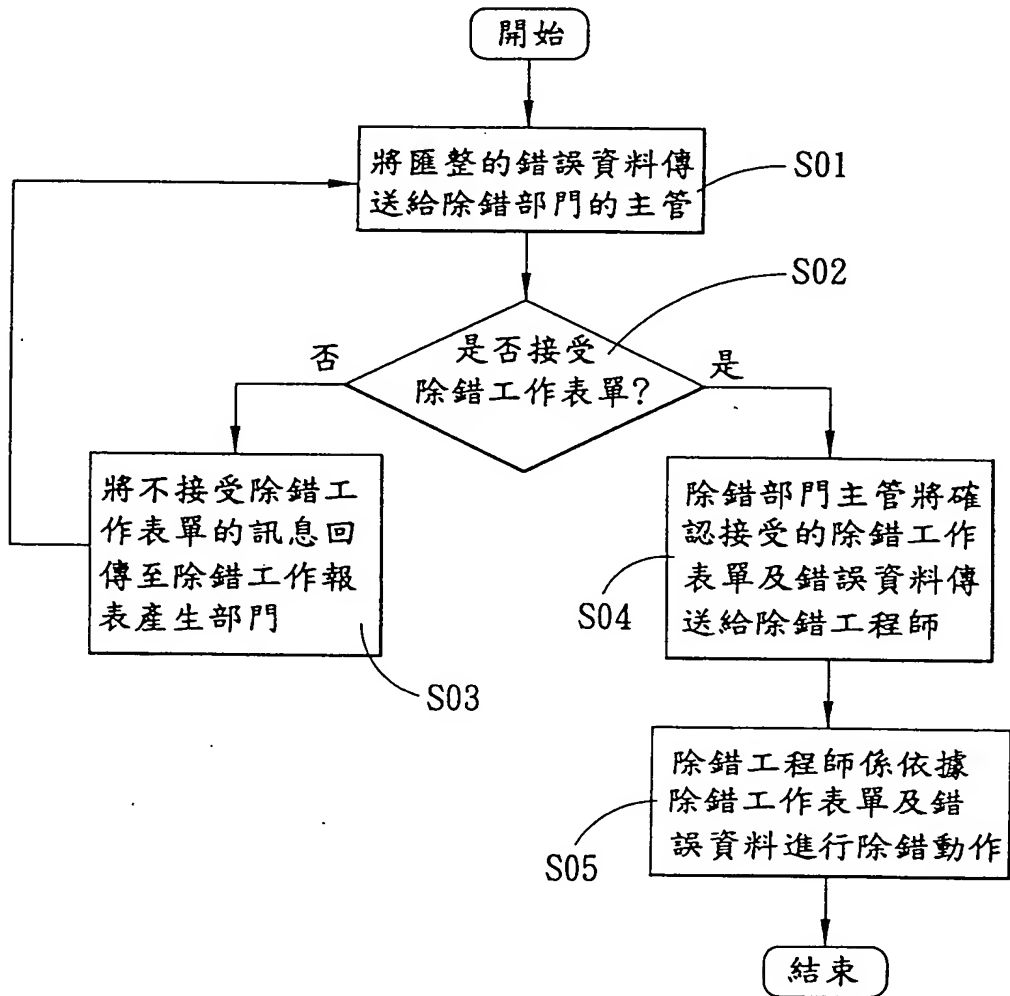 開始
將匯整的錯誤資料傳
送給除錯部門的主管
S01
S02
是否接受
除錯工作表單?
否
是
將不接受除錯工
作表單的訊息回
傳至除錯工作報
表產生部門
S03
除錯部門主管將確
認接受的除錯工作
表單及錯誤資料傳
送給除錯工程師
S04
除錯工程師係依據
除錯工作表單及錯
誤資料進行除錯動作
S05
結束